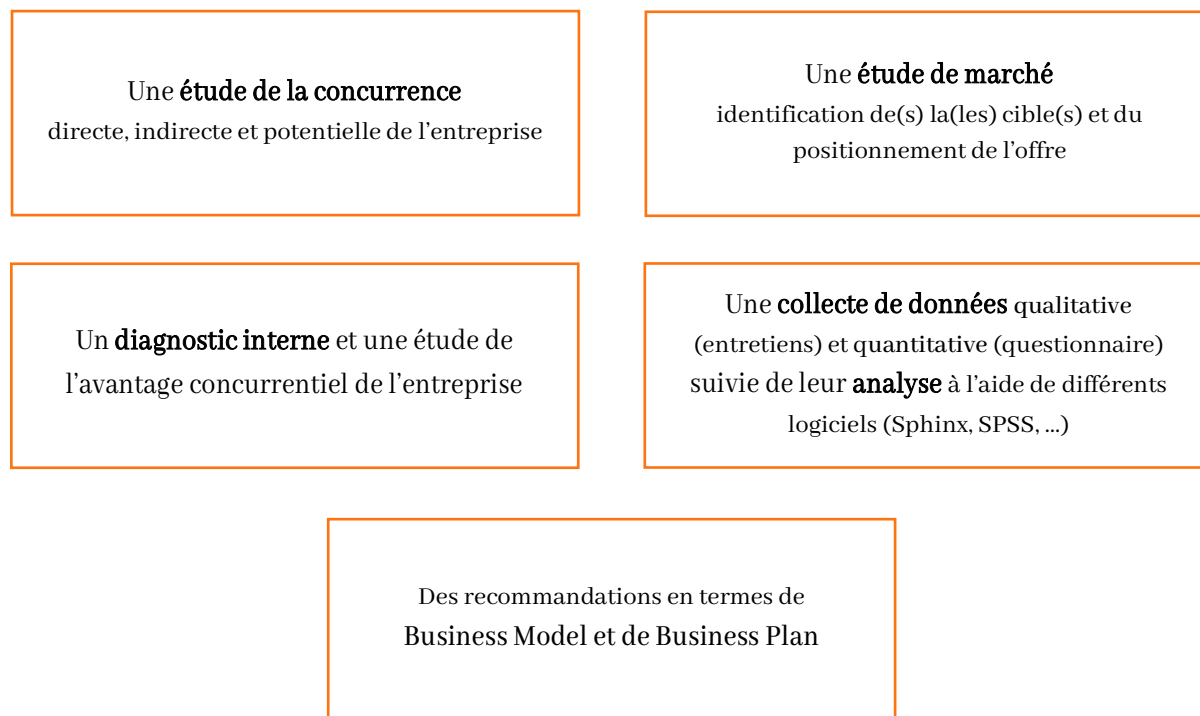 Une étude de la concurrence
directe, indirecte et potentielle de l’entreprise
Une étude de marché
identification de(s) la(les) cible(s) et du
positionnement de l’offre
Un diagnostic interne et une étude de
l’avantage concurrentiel de l’entreprise
Une collecte de données qualitative
(entretiens) et quantitative (questionnaire)
suivie de leur analyse à l’aide de différents
logiciels (Sphinx, SPSS, ...)
Des recommandations en termes de
Business Model et de Business Plan